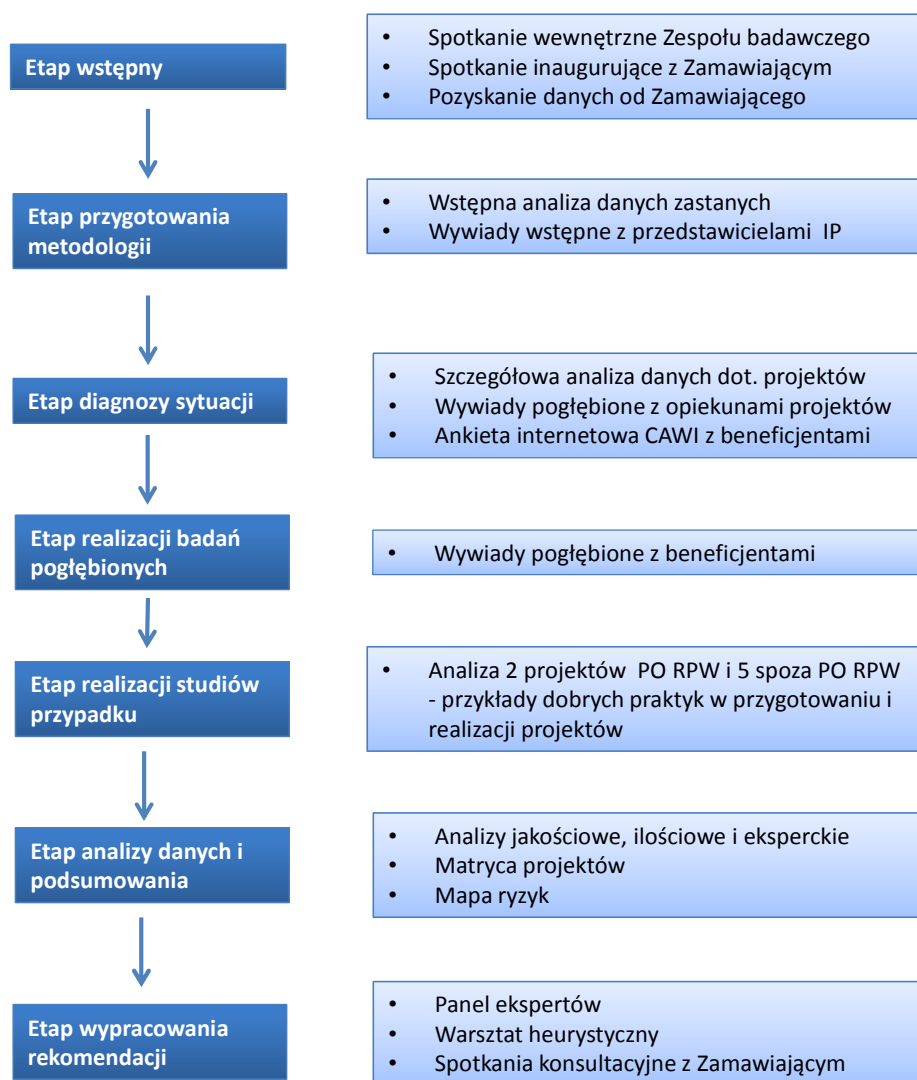 Etap wstępny
• Spotkanie wewnętrzne Zespołu badawczego
• Spotkanie inaugurujące z Zamawiającym
• Pozyskanie danych od Zamawiającego
Etap przygotowania
metodologii
• Wstępna analiza danych zastanych
• Wywiady wstępne z przedstawicielami IP
Etap diagnozy sytuacji
• Szczegółowa analiza danych dot. projektów
• Wywiady pogłębione z opiekunami projektów
• Ankieta internetowa CAWI z beneficjentami
Etap realizacji badań
pogłębionych
• Wywiady pogłębione z beneficjentami
Etap realizacji studiów
przypadku
• Analiza 2 projektów PO RPW i 5 spoza PO RPW
- przykłady dobrych praktyk w przygotowaniu i
realizacji projektów
Etap analizy danych i
podsumowania
• Analizy jakościowe, ilościowe i eksperckie
• Matryca projektów
• Mapa ryzyk
Etap wypracowania
rekomendacji
• Panel ekspertów
• Warsztat heurystyczny
• Spotkania konsultacyjne z Zamawiającym